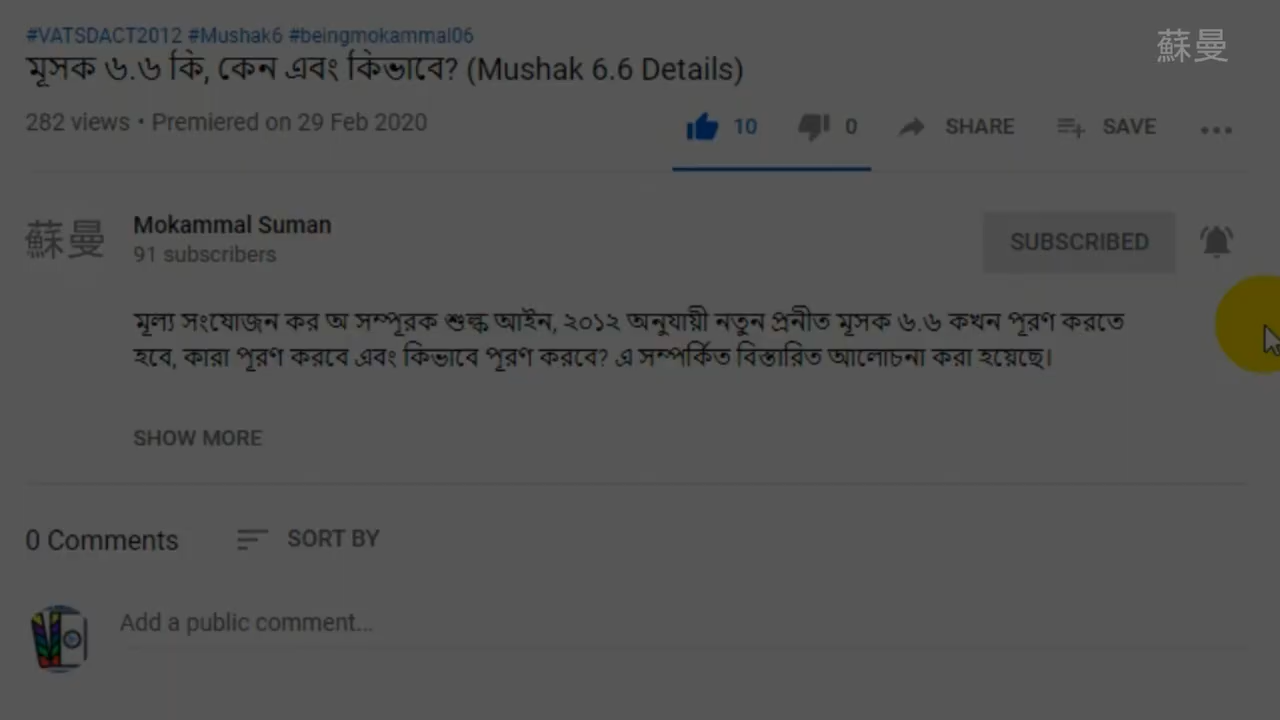 #VATSDACT2012 #Mushak6 #beingmokammal06
蘇曼
মূসক ৬.৬ কি, কেন এবং কিভাবে? (Mushak 6.6 Details)
282 views • Premiered on 29 Feb 2020
10 0 SHARE SAVE
蘇曼
Mokammal Suman
91 subscribers
SUBSCRIBED
মূল্য সংযোজন কর অ সম্পূরক শুল্ক আইন, ২০১২ অনুযায়ী নতুন প্রনীত মূসক ৬.৬ কখন পূরণ করতে
হবে, কারা পূরণ করবে এবং কিভাবে পূরণ করবে? এ সম্পর্কিত বিস্তারিত আলোচনা করা হয়েছে।
SHOW MORE
0 Comments SORT BY
Add a public comment...